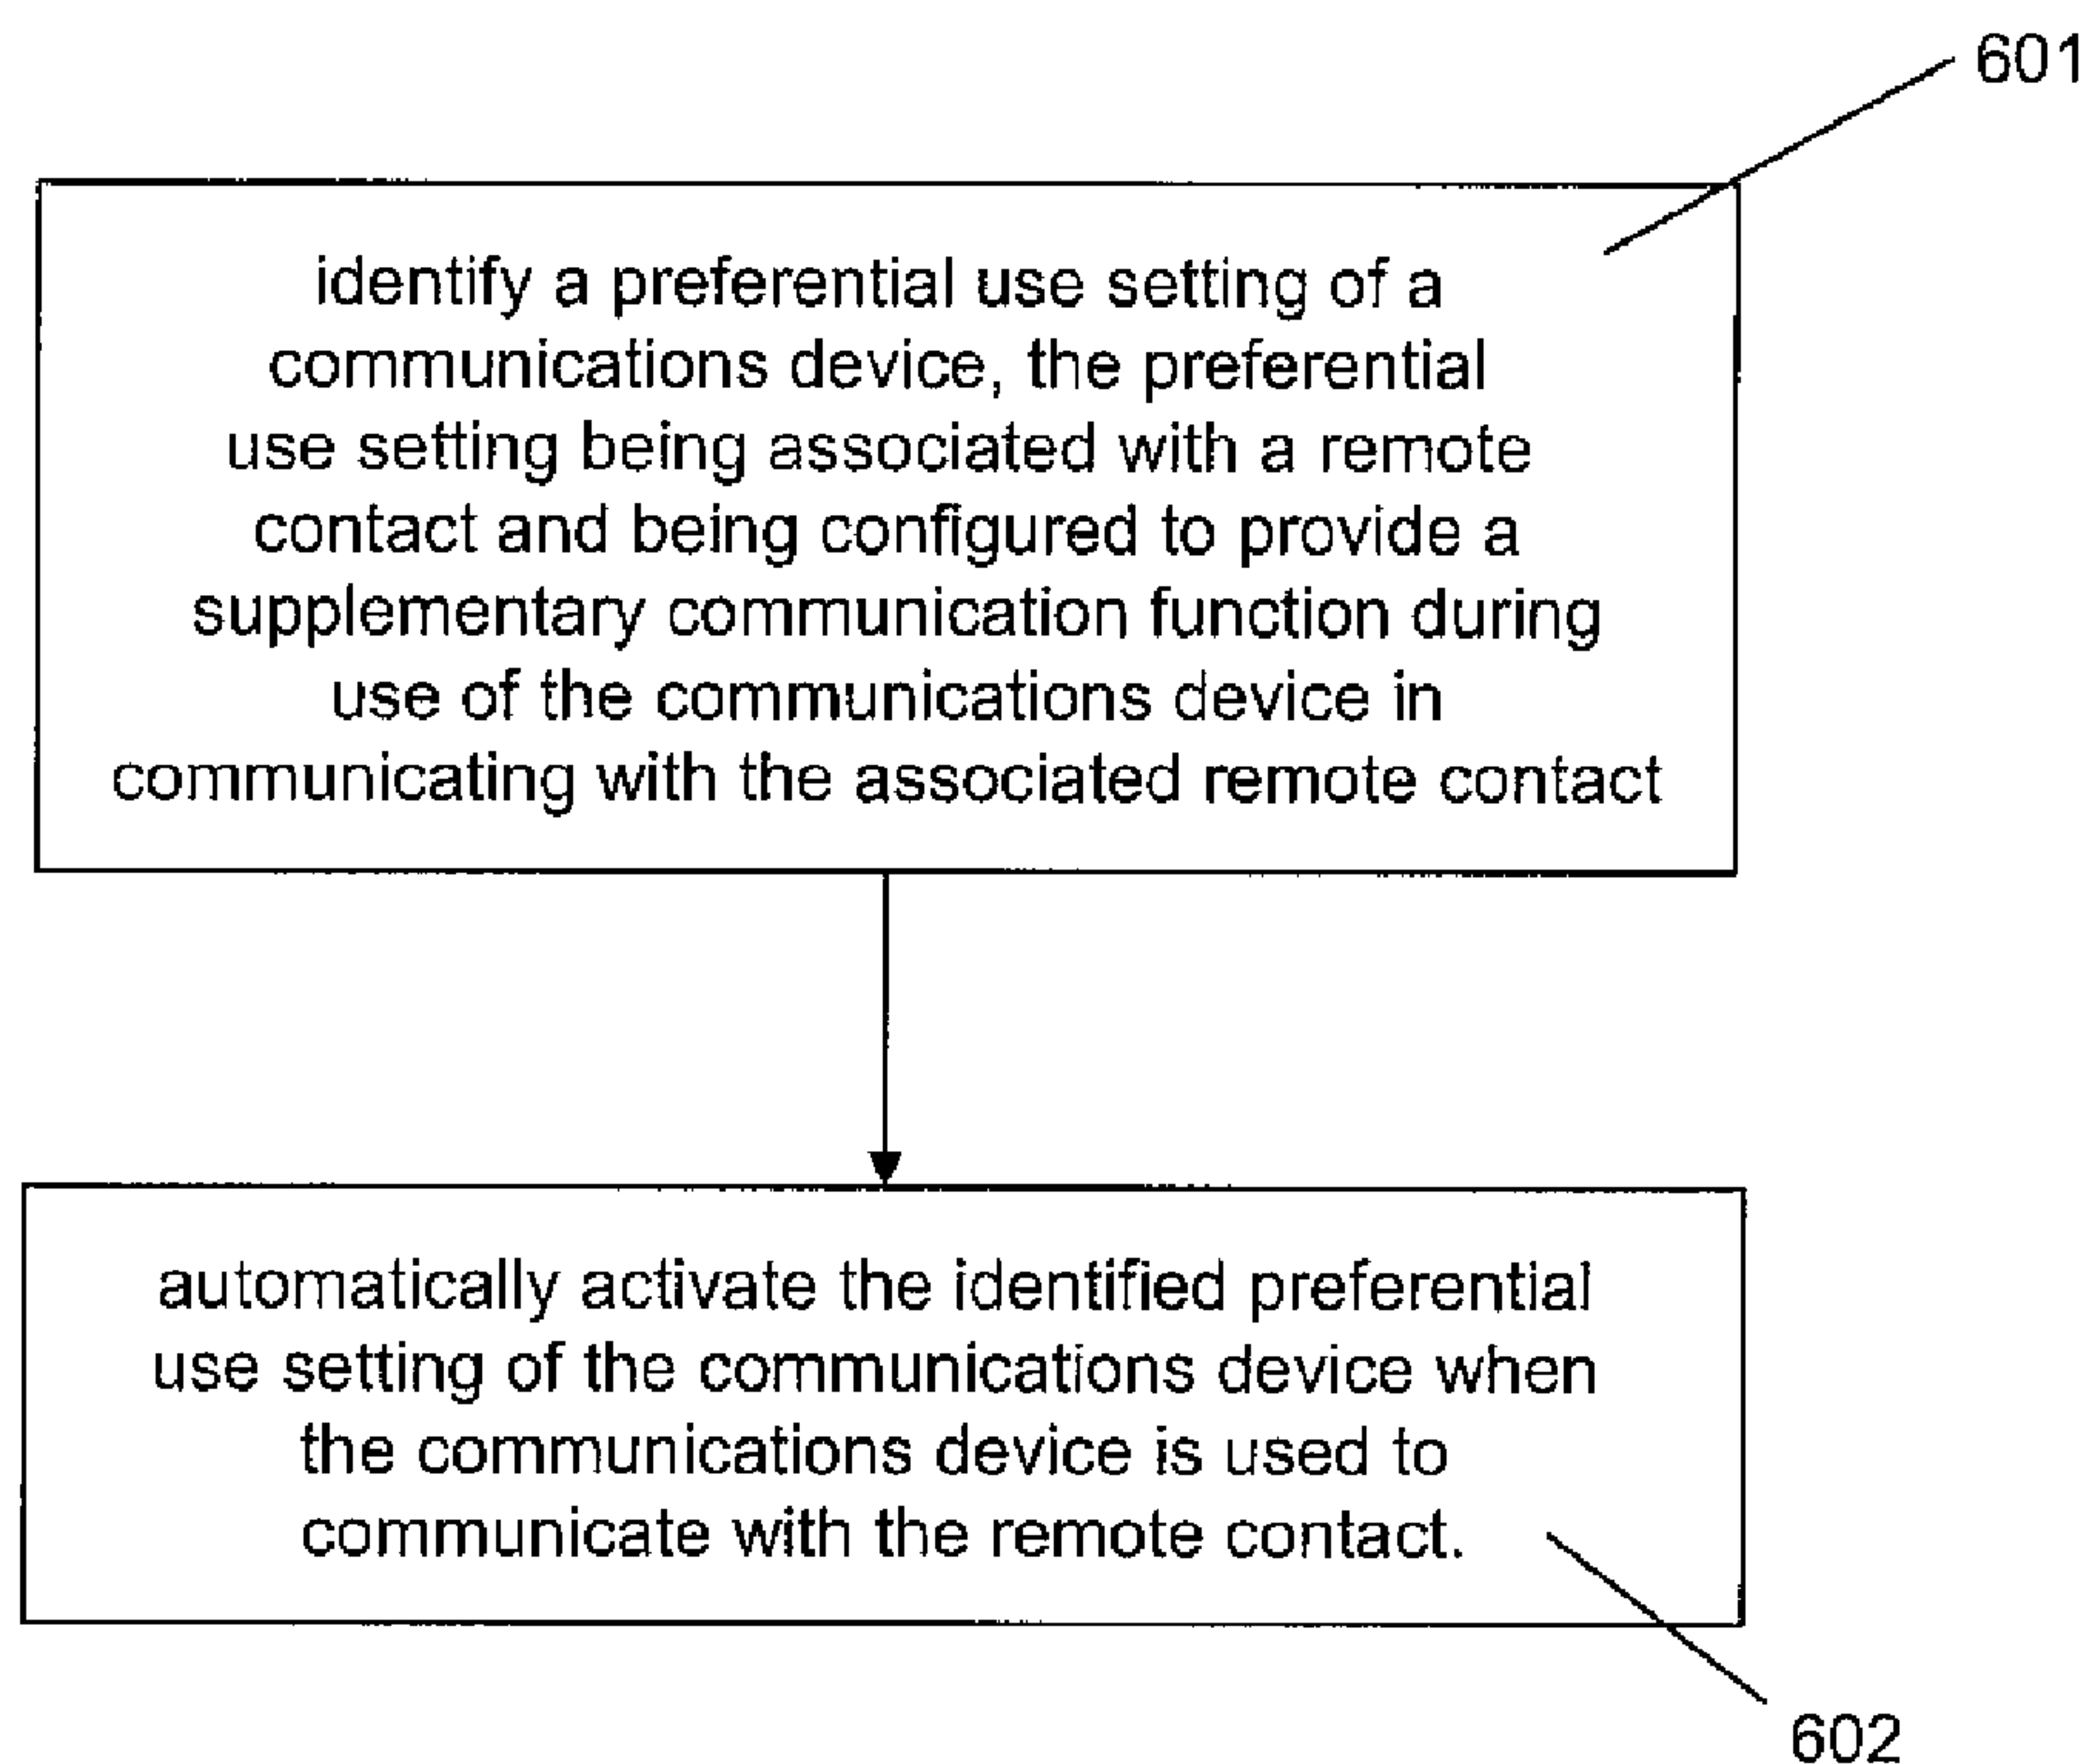 601
identify a preferential use setting of a
communications device, the preferential
use setting being associated with a remote
contact and being configured to provide a
supplementary communication function during
use of the communications device in
communicating with the associated remote contact
automatically activate the identified preferential
use setting of the communications device when
the communications device is used to
communicate with the remote contact.
602